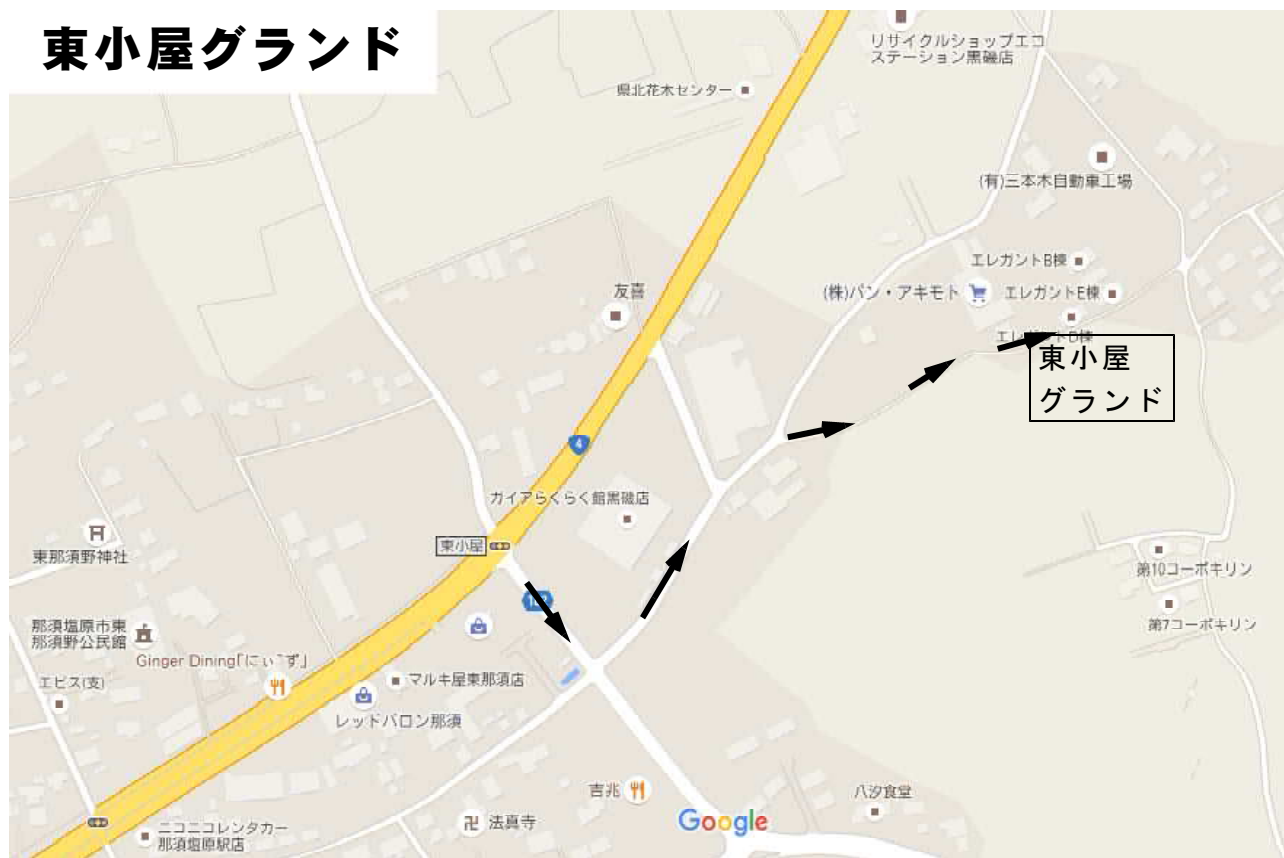 東小屋グランド
リサイクルショップエコ
ステーション黒磯店
県北花木センター
(有)三本木自動車工場
エレガントB棟
友喜
(株)パン・アキモト
エレガントE棟
エレガントD棟
東小屋
グランド
4
ガイアらくらく館黒磯店
東小屋
東那須野神社
第10コーポキリン
第7コーポキリン
那須塩原市東
那須野公民館
Ginger Dining「にぃず」
エビス(支)
マルキ屋東那須店
レッドバロン那須
吉兆
八汐食堂
Google
卍 法真寺
ニコニコレンタカー
那須塩原駅店